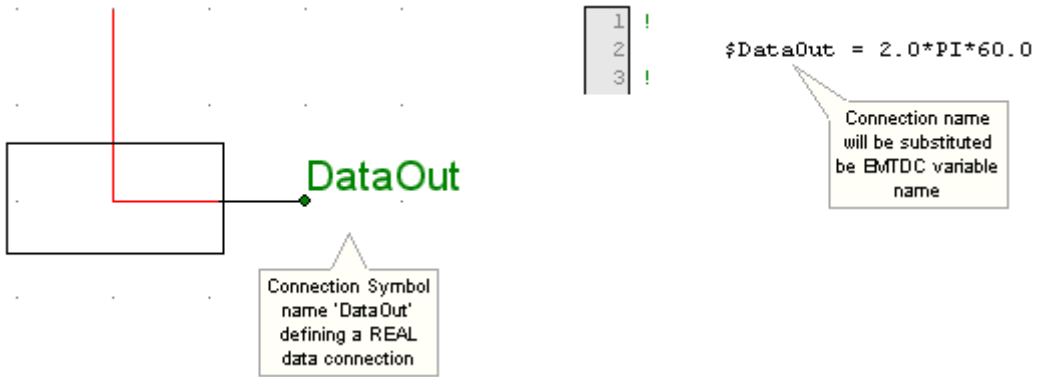 DataOut
Connection Symbol
name 'DataOut'
defining a REAL
data connection
1 !
2 $DataOut = 2.0*PI*60.0
3 !
Connection name
will be substituted
be EMTDC variable
name